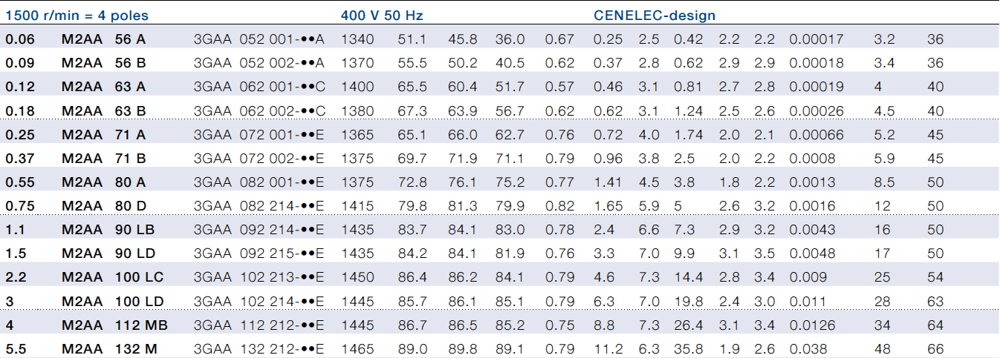 1500 r/min = 4 poles 400 V 50 Hz CENELEC-design
0.06 M2AA 56 A 3GAA 052 001-••A 1340 51.1 45.8 36.0 0.67 0.25 2.5 0.42 2.2 2.2 0.00017 3.2 36
0.09 M2AA 56 B 3GAA 052 002-••A 1370 55.5 50.2 40.5 0.62 0.37 2.8 0.62 2.9 2.9 0.00018 3.4 36
0.12 M2AA 63 A 3GAA 062 001-••C 1400 65.5 60.4 51.7 0.57 0.46 3.1 0.81 2.7 2.8 0.00019 4 40
0.18 M2AA 63 B 3GAA 062 002-••C 1380 67.3 63.9 56.7 0.62 0.62 3.1 1.24 2.5 2.6 0.00026 4.5 40
0.25 M2AA 71 A 3GAA 072 001-••E 1365 65.1 66.0 62.7 0.76 0.72 4.0 1.74 2.0 2.1 0.00066 5.2 45
0.37 M2AA 71 B 3GAA 072 002-••E 1375 69.7 71.9 71.1 0.79 0.96 3.8 2.5 2.0 2.2 0.0008 5.9 45
0.55 M2AA 80 A 3GAA 082 001-••E 1375 72.8 76.1 75.2 0.77 1.41 4.5 3.8 1.8 2.2 0.0013 8.5 50
0.75 M2AA 80 D 3GAA 082 214-••E 1415 79.8 81.3 79.9 0.82 1.65 5.9 5 2.6 3.2 0.0016 12 50
1.1 M2AA 90 LB 3GAA 092 214-••E 1435 83.7 84.1 83.0 0.78 2.4 6.6 7.3 2.9 3.2 0.0043 16 50
1.5 M2AA 90 LD 3GAA 092 215-••E 1435 84.2 84.1 81.9 0.76 3.3 7.0 9.9 3.1 3.5 0.0048 17 50
2.2 M2AA 100 LC 3GAA 102 213-••E 1450 86.4 86.2 84.1 0.79 4.6 7.3 14.4 2.8 3.4 0.009 25 54
3 M2AA 100 LD 3GAA 102 214-••E 1445 85.7 86.1 85.1 0.79 6.3 7.0 19.8 2.4 3.0 0.011 28 63
4 M2AA 112 MB 3GAA 112 212-••E 1445 86.7 86.5 85.2 0.75 8.8 7.3 26.4 3.1 3.4 0.0126 34 64
5.5 M2AA 132 M 3GAA 132 212-••E 1465 89.0 89.8 89.1 0.79 11.2 6.3 35.8 1.9 2.6 0.038 48 66